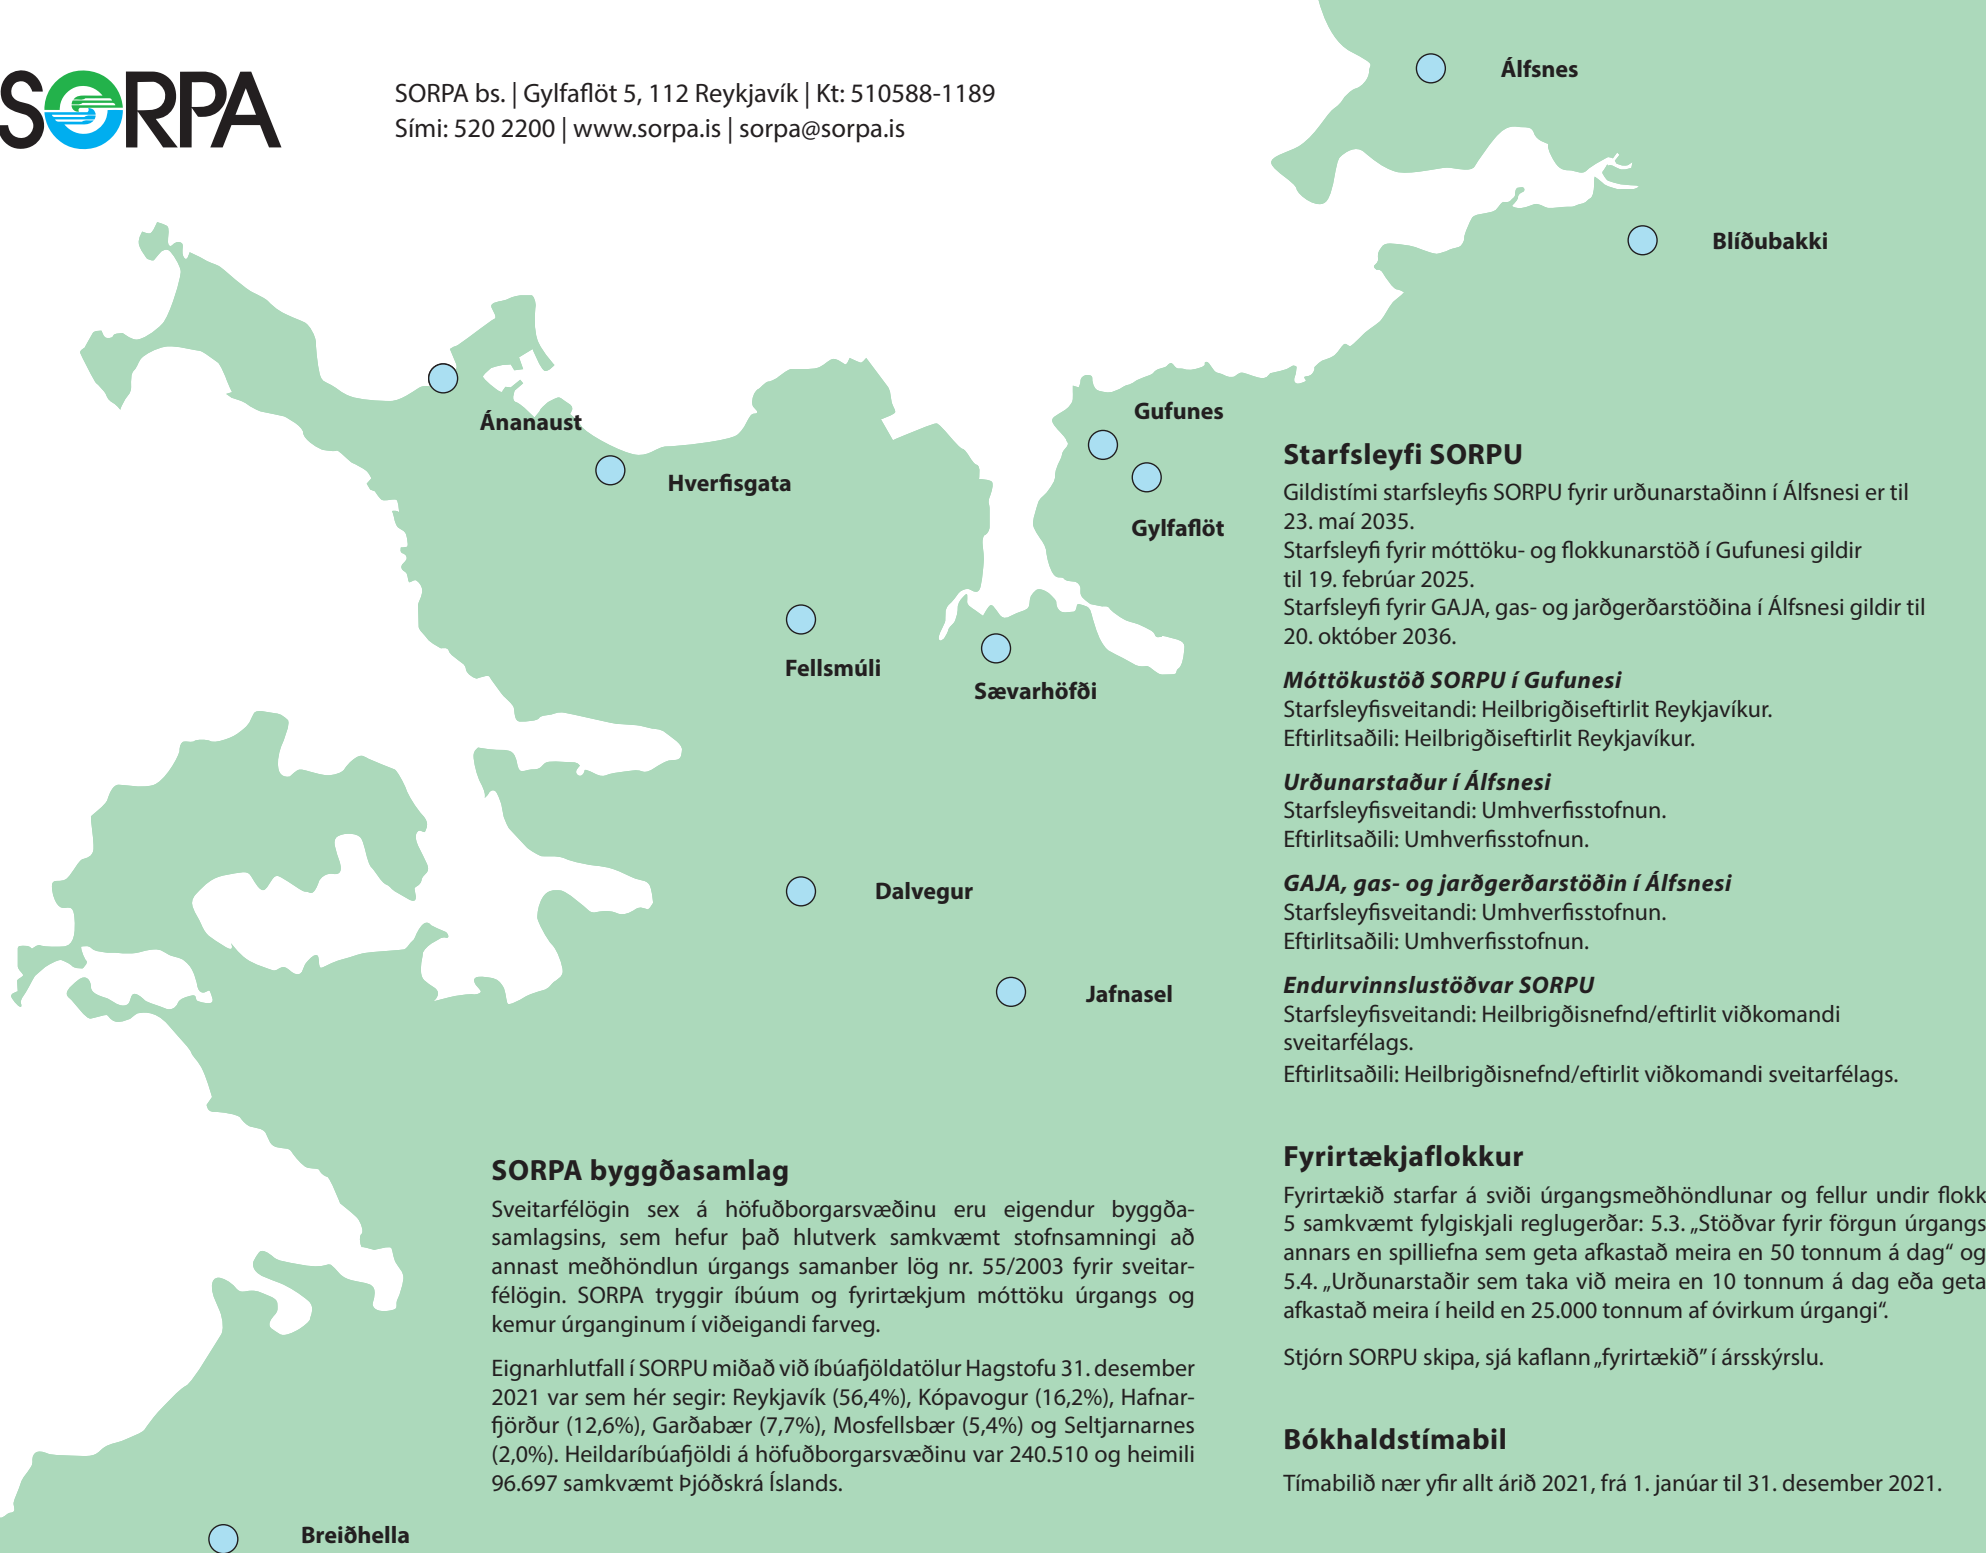 SORPA
SORPA bs. | Gylfaflöt 5, 112 Reykjavík | Kt: 510588-1189
Sími: 520 2200 | www.sorpa.is | sorpa@sorpa.is
Álfsnes
Blíðubakki
Ánanaust
Hverfisgata
Gufunes
Gylfaflöt
Fellsmúli
Sævarhöfði
Dalvegur
Jafnasel
Breiðhella
SORPA byggðasamlag
Sveitarfélögin sex á höfuðborgarsvæðinu eru eigendur byggða-
samlagsins, sem hefur það hlutverk samkvæmt stofnsamningi að
annast meðhöndlun úrgangs samanber lög nr. 55/2003 fyrir sveitar-
félögin. SORPA tryggir íbúum og fyrirtækjum móttöku úrgangs og
kemur úrganginum í viðeigandi farveg.
Eignarhlutfall í SORPU miðað við íbúafjöldatölur Hagstofu 31. desember
2021 var sem hér segir: Reykjavík (56,4%), Kópavogur (16,2%), Hafnar-
fjörður (12,6%), Garðabær (7,7%), Mosfellsbær (5,4%) og Seltjarnarnes
(2,0%). Heildaríbúafjöldi á höfuðborgarsvæðinu var 240.510 og heimili
96.697 samkvæmt Þjóðskrá Íslands.
Starfsleyfi SORPU
Gildistími starfsleyfis SORPU fyrir urðunarstaðinn í Álfsnesi er til
23. maí 2035.
Starfsleyfi fyrir móttöku- og flokkunarstöð í Gufunesi gildir
til 19. febrúar 2025.
Starfsleyfi fyrir GAJA, gas- og jarðgerðarstöðina í Álfsnesi gildir til
20. október 2036.
Móttökustöð SORPU í Gufunesi
Starfsleyfisveitandi: Heilbrigðiseftirlit Reykjavíkur.
Eftirlitsaðili: Heilbrigðiseftirlit Reykjavíkur.
Urðunarstaður í Álfsnesi
Starfsleyfisveitandi: Umhverfisstofnun.
Eftirlitsaðili: Umhverfisstofnun.
GAJA, gas- og jarðgerðarstöðin í Álfsnesi
Starfsleyfisveitandi: Umhverfisstofnun.
Eftirlitsaðili: Umhverfisstofnun.
Endurvinnslustöðvar SORPU
Starfsleyfisveitandi: Heilbrigðisnefnd/eftirlit viðkomandi
sveitarfélags.
Eftirlitsaðili: Heilbrigðisnefnd/eftirlit viðkomandi sveitarfélags.
Fyrirtækjaflokkur
Fyrirtækið starfar á sviði úrgangsmeðhöndlunar og fellur undir flokk
5 samkvæmt fylgiskjali reglugerðar: 5.3. „Stöðvar fyrir förgun úrgangs
annars en spilliefna sem geta afkastað meira en 50 tonnum á dag“ og
5.4. „Urðunarstaðir sem taka við meira en 10 tonnum á dag eða geta
afkastað meira í heild en 25.000 tonnum af óvirkum úrgangi“.
Stjórn SORPU skipa, sjá kaflann „fyrirtækið” í ársskýrslu.
Bókhaldstímabil
Tímabilið nær yfir allt árið 2021, frá 1. janúar til 31. desember 2021.